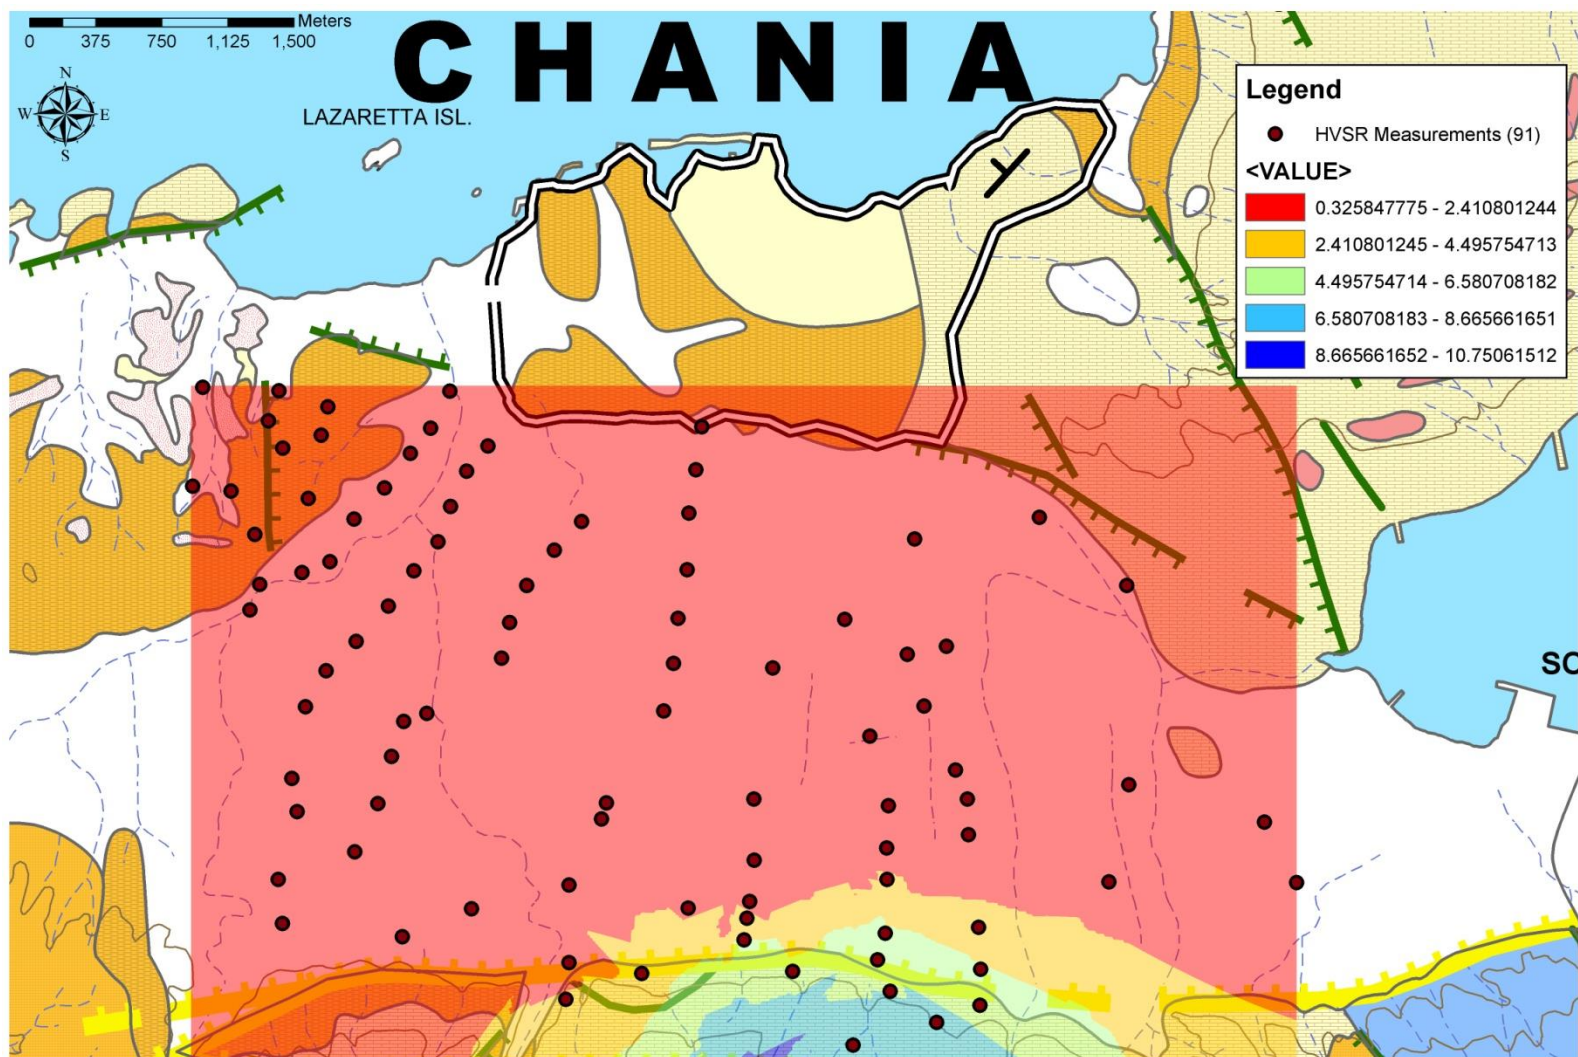 Meters
0 375 750 1,125 1,500
CHANIA
N
W E
S
LAZARETTA ISL.
Legend
HVSR Measurements (91)
<VALUE>
0.325847775 - 2.410801244
2.410801245 - 4.495754713
4.495754714 - 6.580708182
6.580708183 - 8.665661651
8.665661652 - 10.75061512